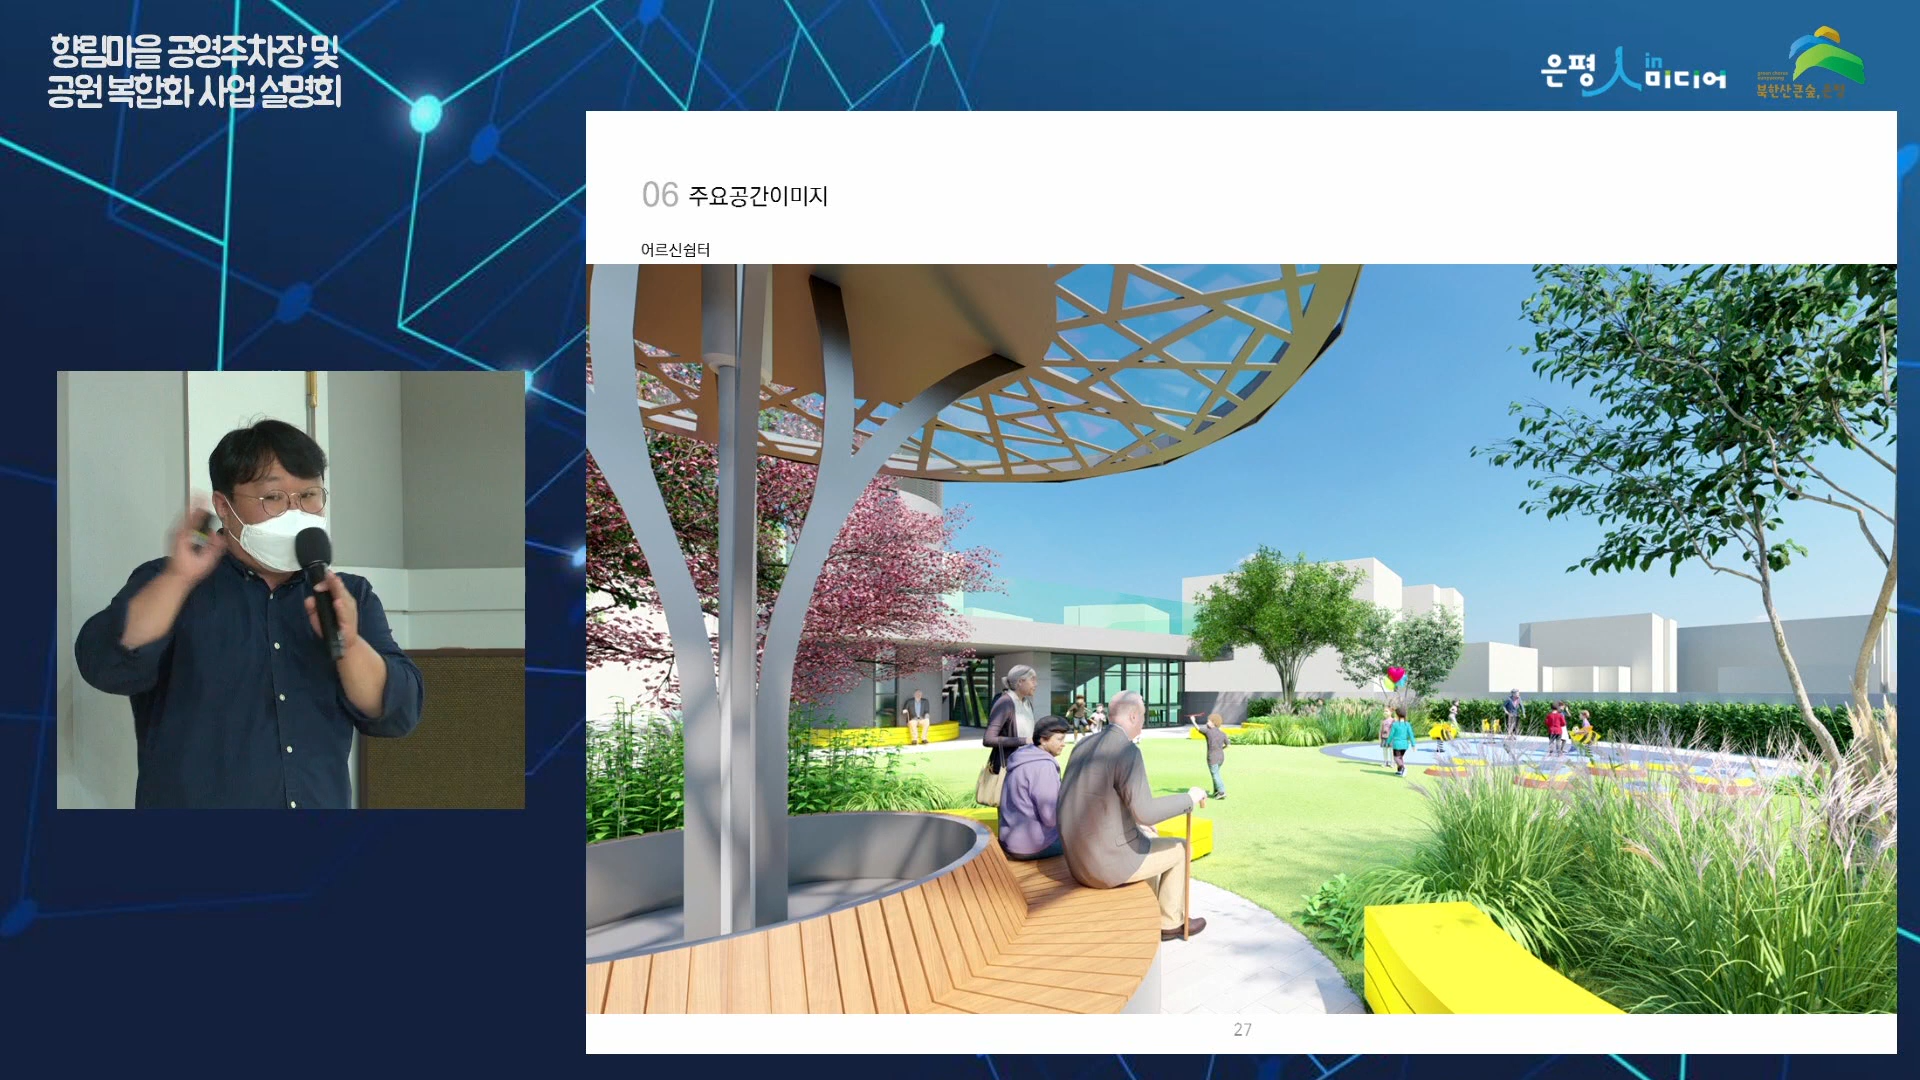 향림마을 공영주차장 및
공원 복합화 사업 설명회
은평 人 in 미디어
북한산큰숲, 은평
06 주요공간이미지
어르신쉼터
27